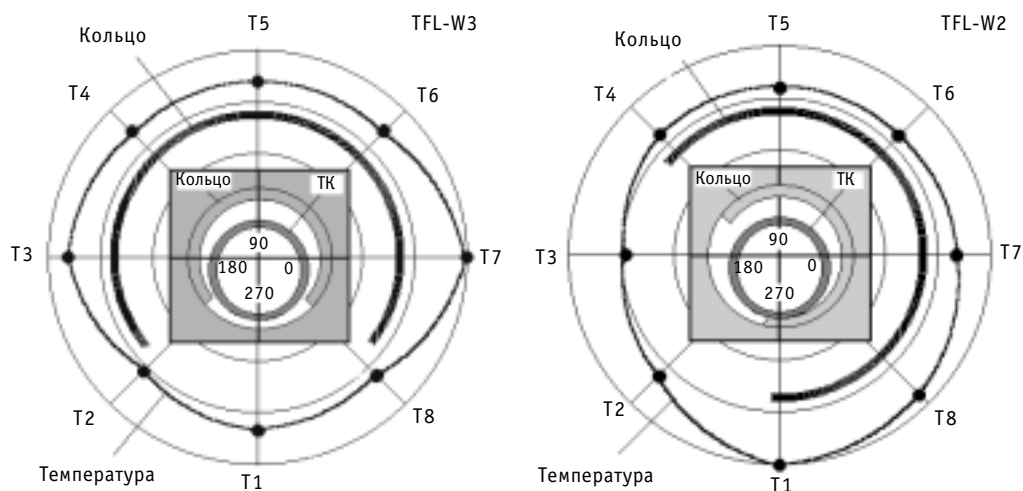 T5
TFL-W3
Кольцо
T4
T6
Кольцо
ТК
90
T3
180
0
T7
270
T2
T8
Температура
T1
T5
TFL-W2
Кольцо
T4
T6
Кольцо
ТК
90
T3
180
0
T7
270
T2
T8
Температура
T1